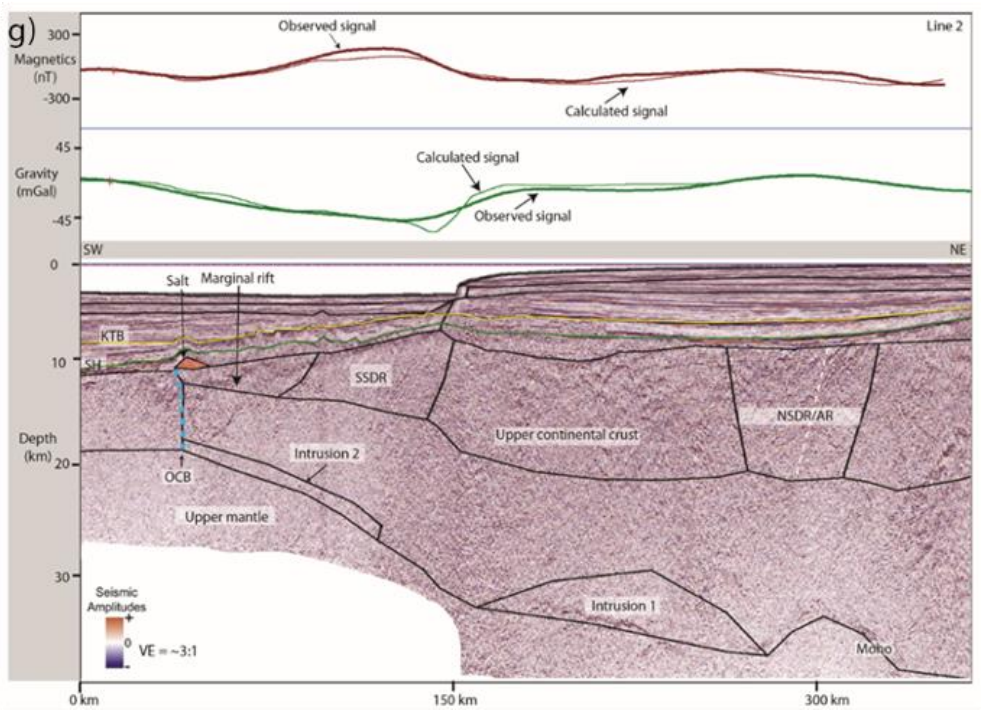 g)
Line 2
Observed signal
300
Magnetics
(nT)
-300
Calculated signal
45
Calculated signal
Gravity
(mGal)
Observed signal
-45
SW
NE
0
Salt
Marginal rift
KTB
10
SH
SSDR
NSDR/AR
Upper continental crust
Depth
(km)
20
Intrusion 2
OCB
Upper mantle
30
Intrusion 1
Seismic
Amplitudes
+
0
-
VE = ~3:1
Moho
0 km
150 km
300 km